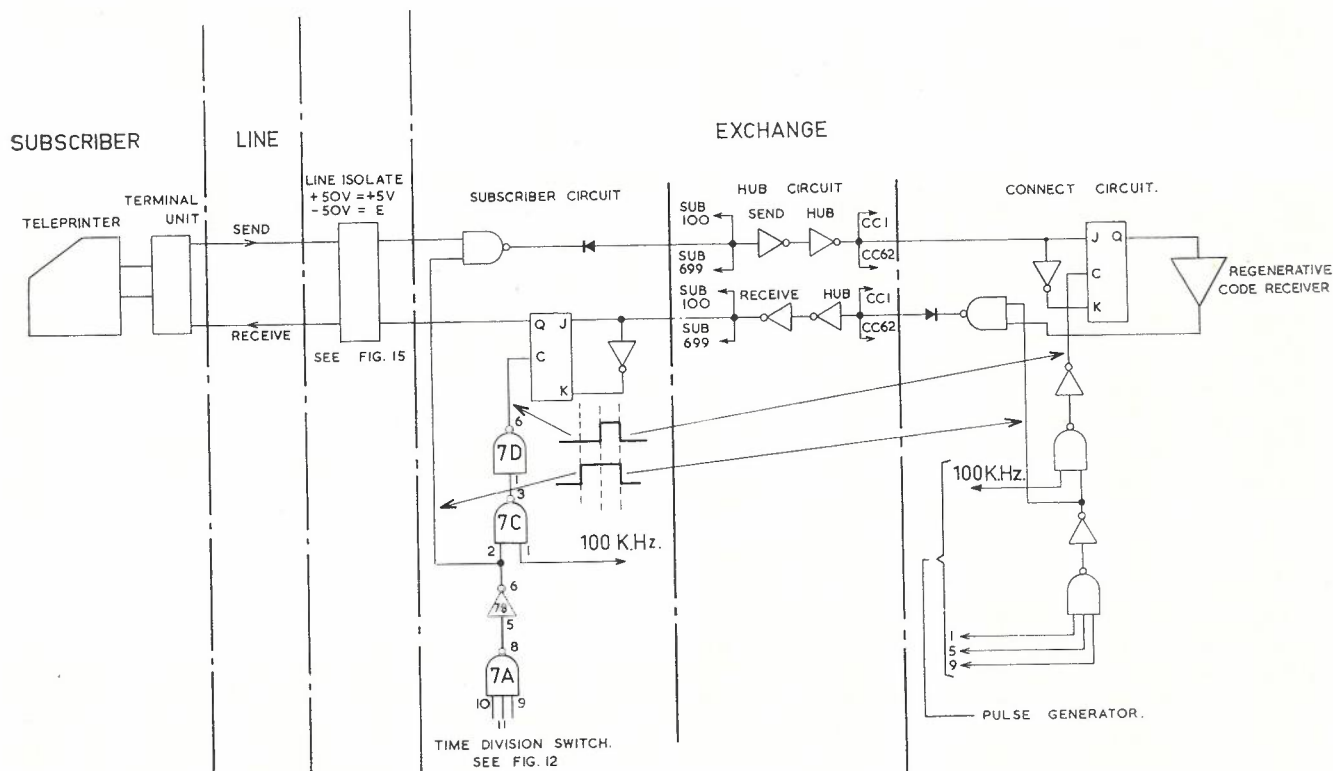 SUBSCRIBER
LINE
EXCHANGE
TELEPRINTER
TERMINAL
UNIT
LINE ISOLATE
+50V = +5V
-50V = E
SUBSCRIBER CIRCUIT
HUB CIRCUIT
CONNECT CIRCUIT.
SEND
RECEIVE
SEE FIG. 15
SUB
100
SUB
699
SEND
HUB
CC1
CC62
SUB
100
SUB
699
RECEIVE
HUB
CC1
CC62
J Q
C
K
REGENERATIVE
CODE RECEIVER
Q J
C
K
6
7D
1
3
7C
2
1
100 K.Hz.
6
7B
5
8
7A
10
11
9
TIME DIVISION SWITCH.
SEE FIG. 12
100K.Hz.
1
5
9
PULSE GENERATOR.